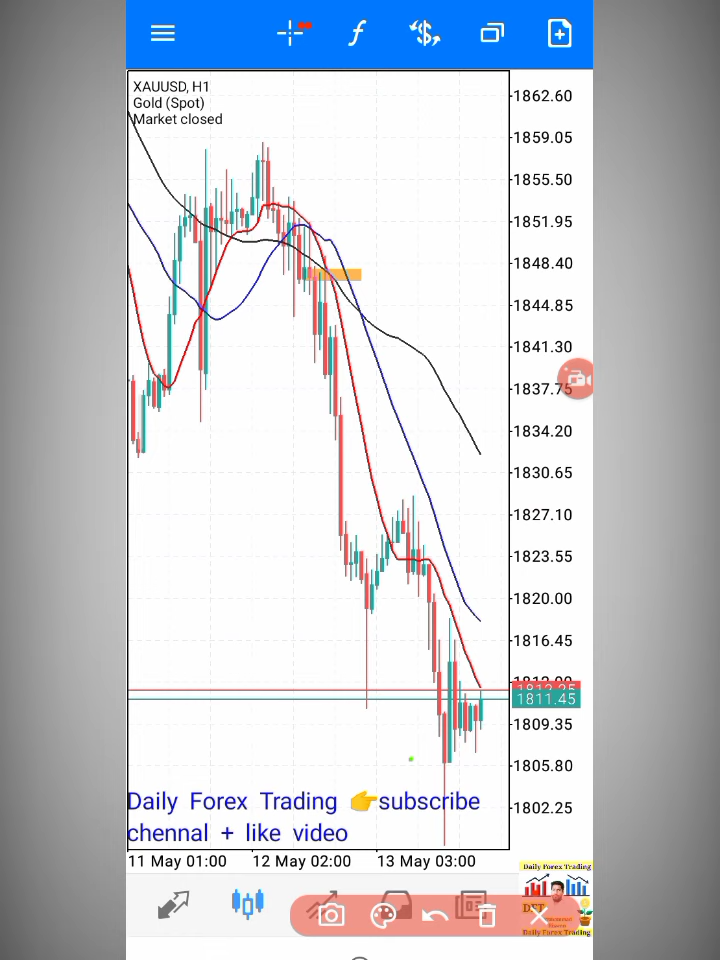 XAUUSD, H1
Gold (Spot)
Market closed
1862.60
1859.05
1855.50
1851.95
1848.40
1844.85
1841.30
1837.75
1834.20
1830.65
1827.10
1823.55
1820.00
1816.45
1811.45
1809.35
1805.80
1802.25
Daily Forex Trading 👉subscribe
chennal + like video
11 May 01:00 12 May 02:00 13 May 03:00
Daily Forex Trading
DFT
Daily Forex Trading